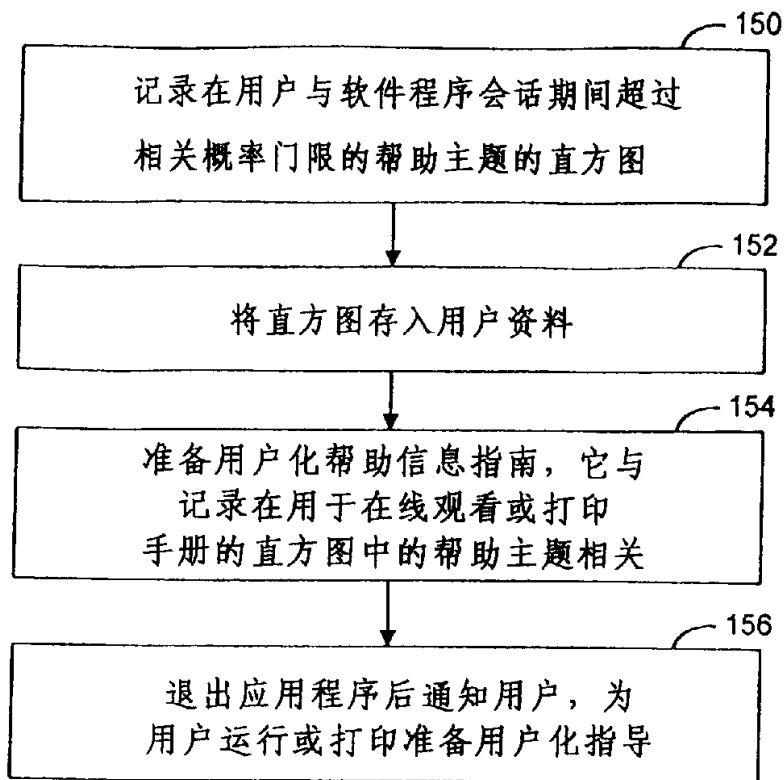 150
记录在用户与软件程序会话期间超过
相关概率门限的帮助主题的直方图
152
将直方图存入用户资料
154
准备用户化帮助信息指南，它与
记录在用于在线观看或打印
手册的直方图中的帮助主题相关
156
退出应用程序后通知用户，为
用户运行或打印准备用户化指导